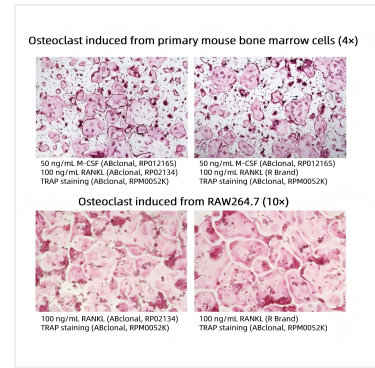 Osteoclast induced from primary mouse bone marrow cells (4×)
50 ng/mL M-CSF (ABclonal, RP01216S)
100 ng/mL RANKL (ABclonal, RP02134)
TRAP staining (ABclonal, RPM0052K)
50 ng/mL M-CSF (ABclonal, RP01216S)
100 ng/mL RANKL (R Brand)
TRAP staining (ABclonal, RPM0052K)
Osteoclast induced from RAW264.7 (10×)
100 ng/mL RANKL (ABclonal, RP02134)
TRAP staining (ABclonal, RPM0052K)
100 ng/mL RANKL (R Brand)
TRAP staining (ABclonal, RPM0052K)